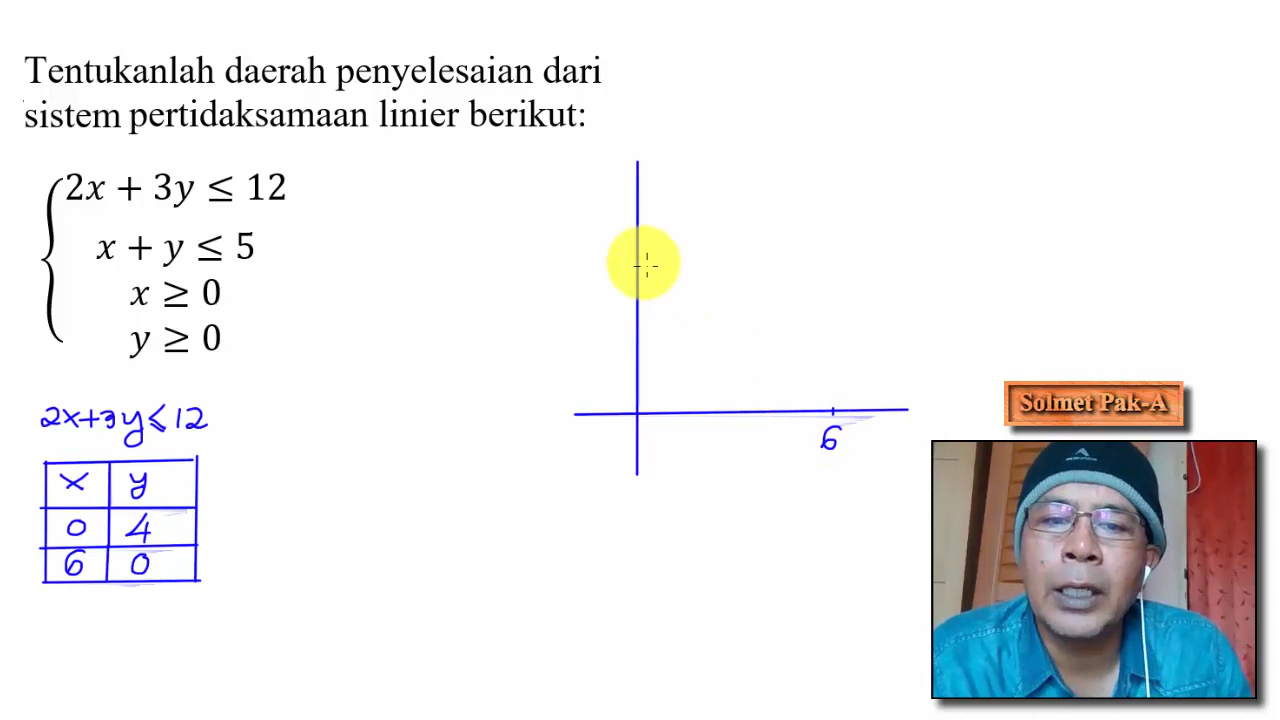 Tentukanlah daerah penyelesaian dari
sistem pertidaksamaan linier berikut:
2x + 3y ≤ 12
x + y ≤ 5
x ≥ 0
y ≥ 0
2x+3y ≤ 12
x y
0 4
6 0
6
Solmet Pak-A